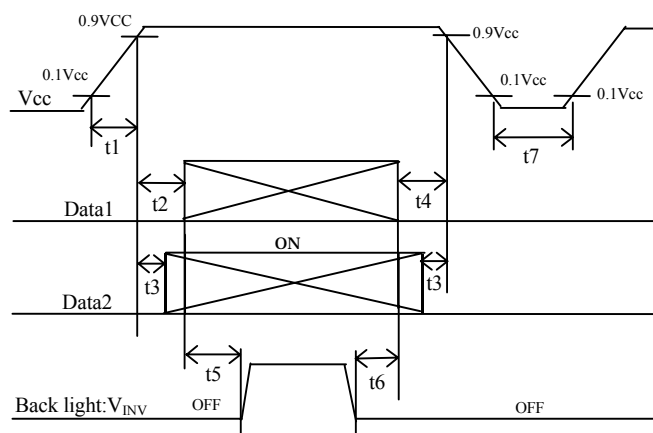 0.9VCC
0.9Vcc
0.1Vcc
0.1Vcc
0.1Vcc
Vcc
t1
t7
t2
t4
Data1
ON
t3
t3
Data2
t5
t6
Back light:VINV OFF
OFF